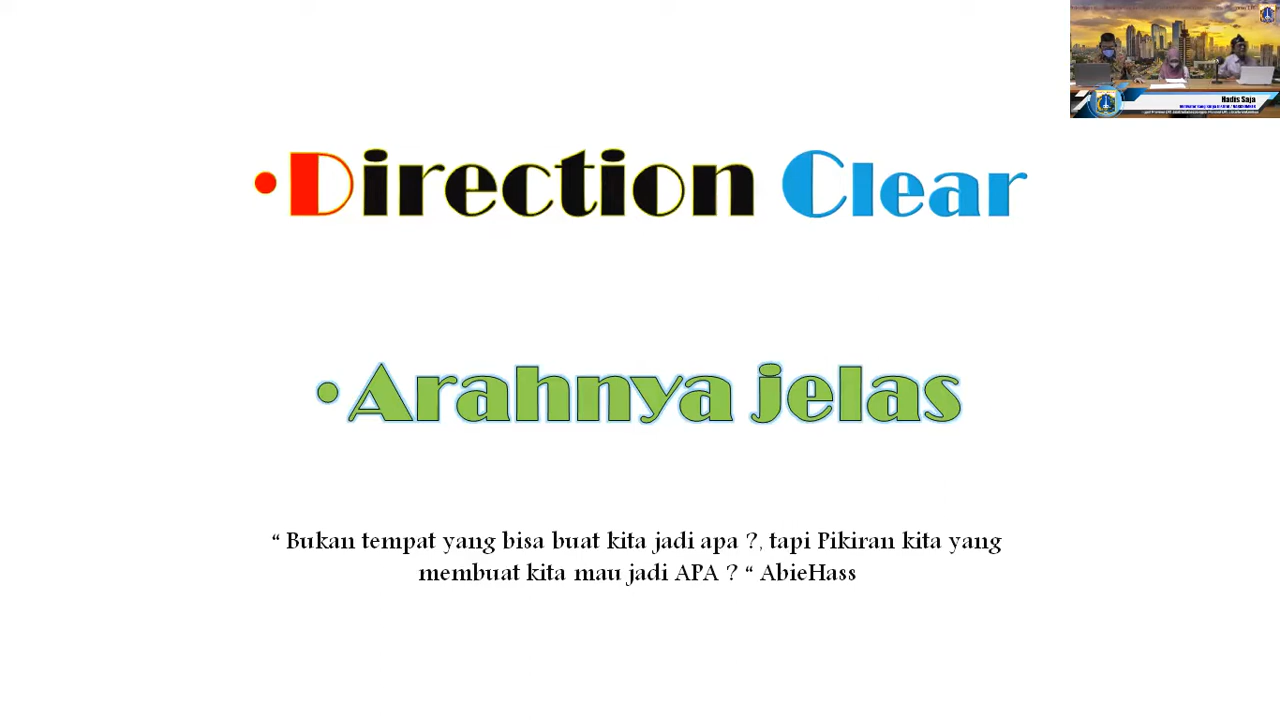 •Direction Clear
•Arahnya jelas
“ Bukan tempat yang bisa buat kita jadi apa ?, tapi Pikiran kita yang
membuat kita mau jadi APA ? “ AbieHass
Hadis Saja